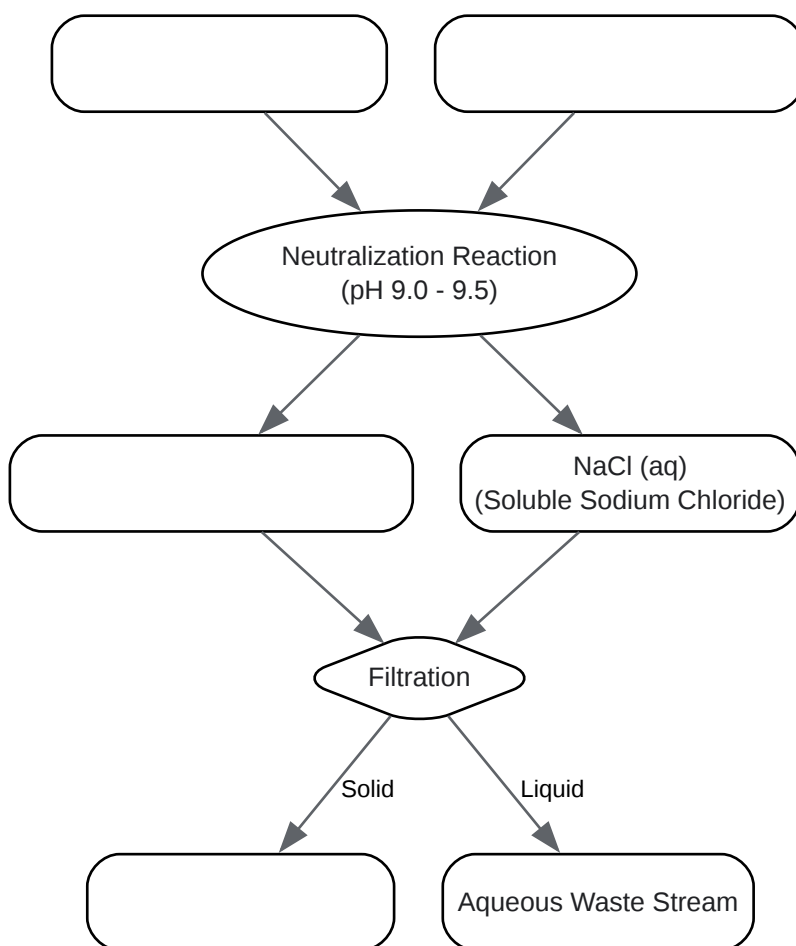 Neutralization Reaction
(pH 9.0 - 9.5)
NaCl (aq)
(Soluble Sodium Chloride)
Filtration
Solid
Liquid
Aqueous Waste Stream